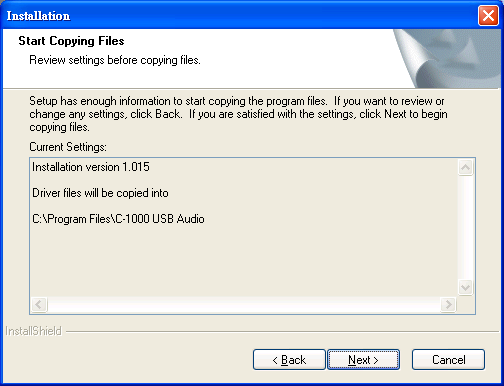 Installation
Start Copying Files
Review settings before copying files.
Setup has enough information to start copying the program files.  If you want to review or
change any settings, click Back.  If you are satisfied with the settings, click Next to begin
copying files.
Current Settings:
Installation version 1.015
Driver files will be copied into
C:\Program Files\C-1000 USB Audio
InstallShield
< Back
Next >
Cancel